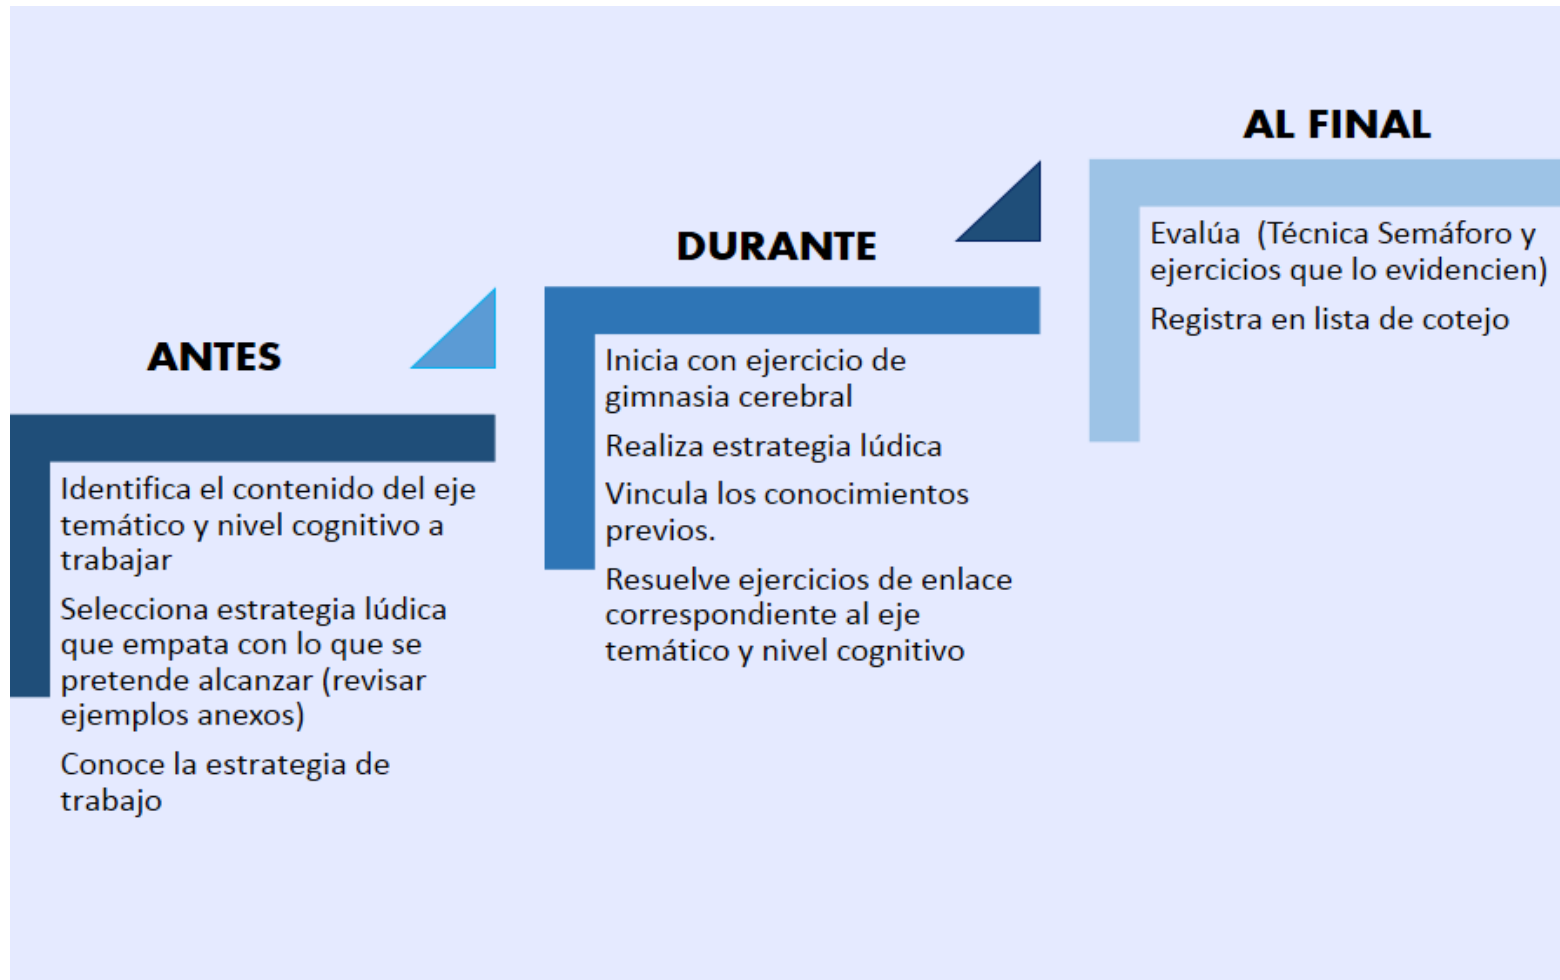 ANTES
Identifica el contenido del eje
temático y nivel cognitivo a
trabajar
Selecciona estrategia lúdica
que empata con lo que se
pretende alcanzar (revisar
ejemplos anexos)
Conoce la estrategia de
trabajo
DURANTE
Inicia con ejercicio de
gimnasia cerebral
Realiza estrategia lúdica
Vincula los conocimientos
previos.
Resuelve ejercicios de enlace
correspondiente al eje
temático y nivel cognitivo
AL FINAL
Evalúa  (Técnica Semáforo y
ejercicios que lo evidencien)
Registra en lista de cotejo